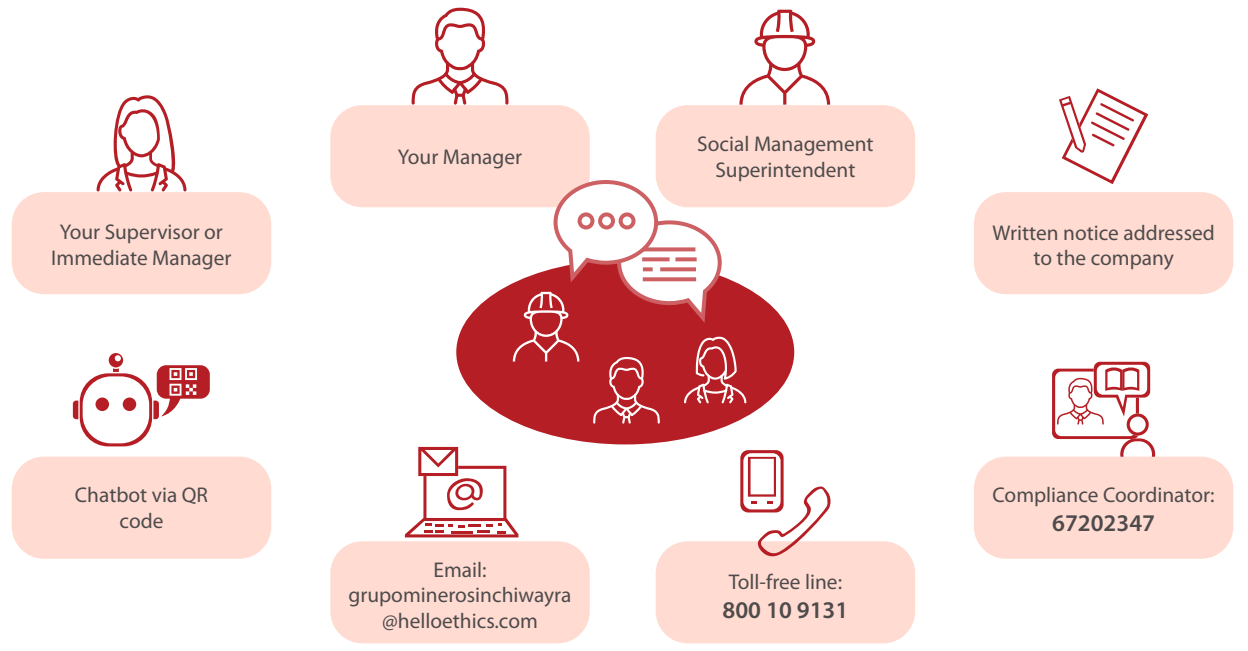 Your Manager
Social Management
Superintendent
Your Supervisor or
Immediate Manager
Written notice addressed
to the company
Chatbot via QR
code
Email:
grupominerosinchiwayra
@helloethics.com
Toll-free line:
800 10 9131
Compliance Coordinator:
67202347